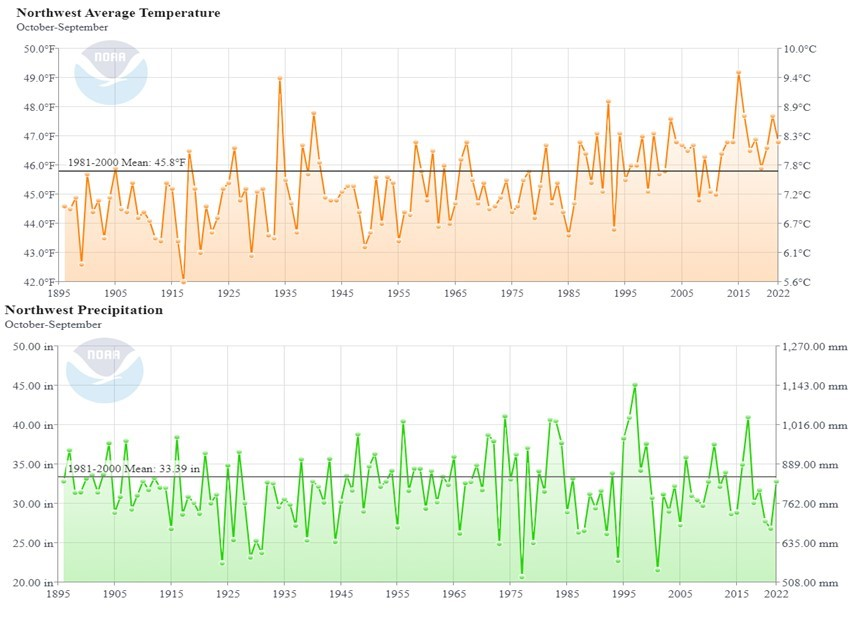 Northwest Average Temperature
October-September
50.0°F
10.0°C
NOAA
49.0°F
9.4°C
48.0°F
8.9°C
47.0°F
8.3°C
1981-2000 Mean: 45.8°F
46.0°F
7.8°C
45.0°F
7.2°C
44.0°F
6.7°C
43.0°F
6.1°C
42.0°F
5.6°C
1895 1905 1915 1925 1935 1945 1955 1965 1975 1985 1995 2005 2015 2022
Northwest Precipitation
October-September
50.00 in
1,270.00 mm
NOAA
45.00 in
1,143.00 mm
40.00 in
1,016.00 mm
35.00 in
889.00 mm
1981-2000 Mean: 33.39 in
30.00 in
762.00 mm
25.00 in
635.00 mm
20.00 in
508.00 mm
1895 1905 1915 1925 1935 1945 1955 1965 1975 1985 1995 2005 2015 2022